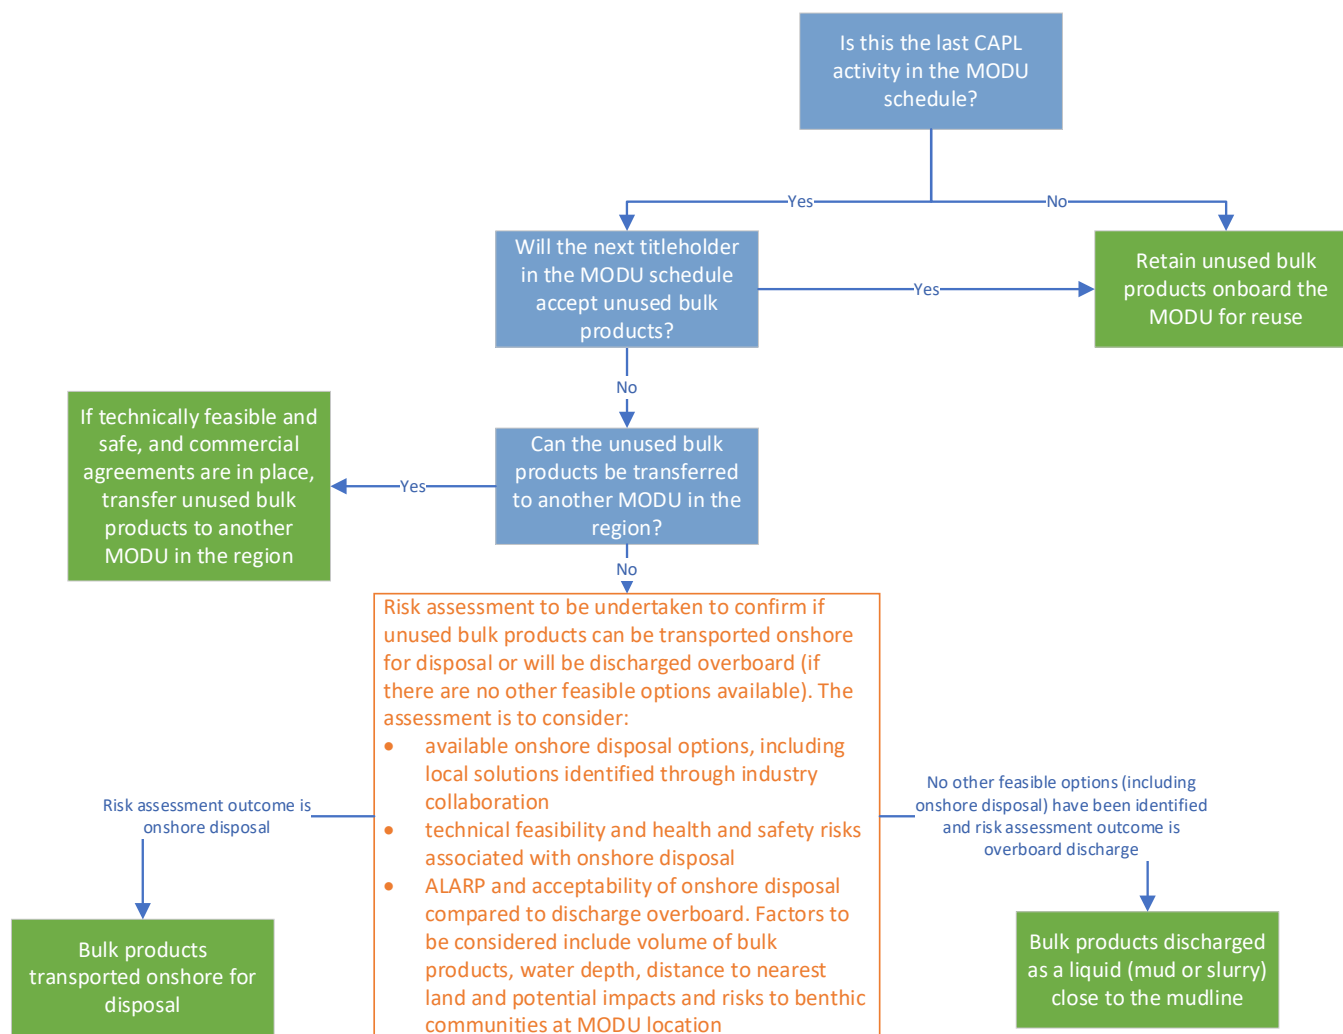 Is this the last CAPL
activity in the MODU
schedule?
Yes
No
Will the next titleholder
in the MODU schedule
accept unused bulk
products?
Yes
Retain unused bulk
products onboard the
MODU for reuse
No
If technically feasible and
safe, and commercial
agreements are in place,
transfer unused bulk
products to another
MODU in the region
Yes
Can the unused bulk
products be transferred
to another MODU in the
region?
No
Risk assessment to be undertaken to confirm if
unused bulk products can be transported onshore
for disposal or will be discharged overboard (if
there are no other feasible options available). The
assessment is to consider:
• available onshore disposal options, including
local solutions identified through industry
collaboration
• technical feasibility and health and safety risks
associated with onshore disposal
• ALARP and acceptability of onshore disposal
compared to discharge overboard. Factors to
be considered include volume of bulk
products, water depth, distance to nearest
land and potential impacts and risks to benthic
communities at MODU location
Risk assessment outcome is
onshore disposal
No other feasible options (including
onshore disposal) have been identified
and risk assessment outcome is
overboard discharge
Bulk products
transported onshore for
disposal
Bulk products discharged
as a liquid (mud or slurry)
close to the mudline